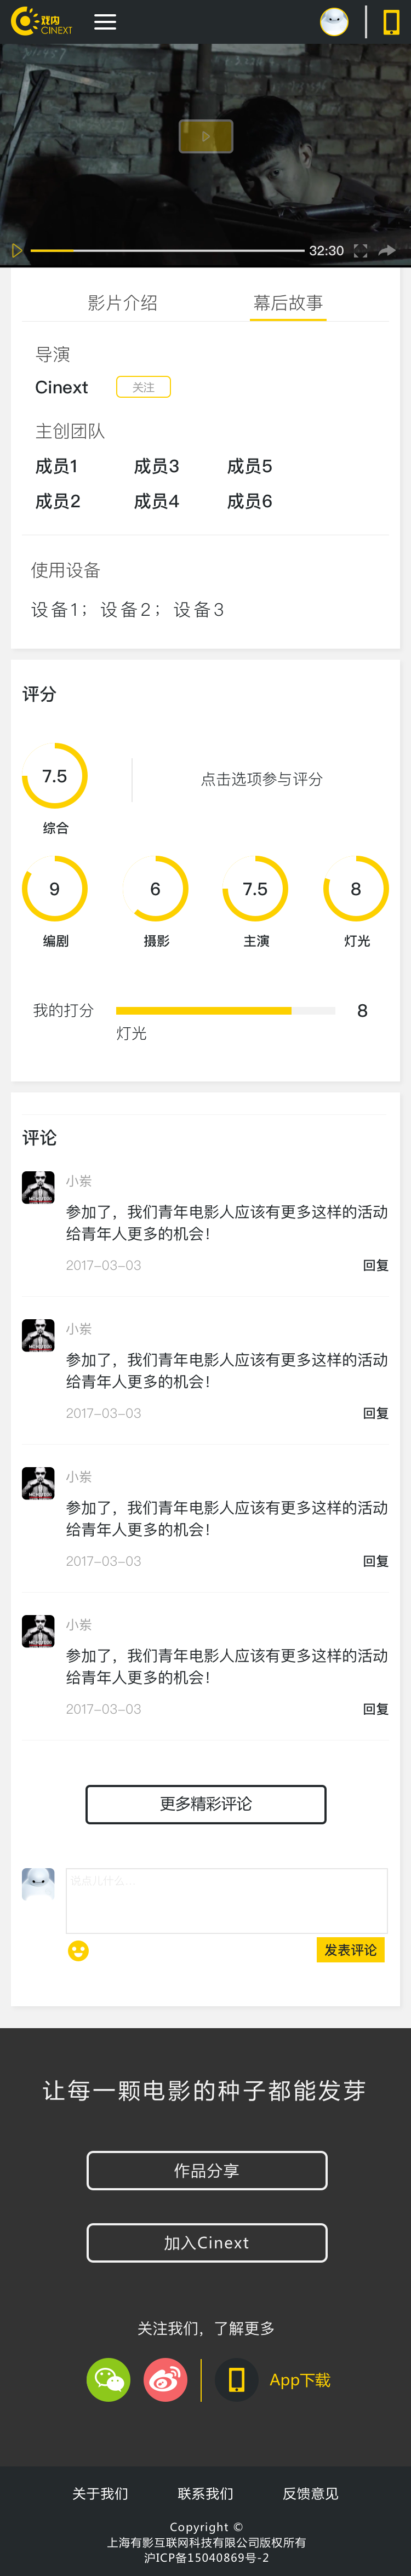 戏内
CINEXT
32:30
影片介绍
幕后故事
导演
Cinext
关注
主创团队
成员1
成员3
成员5
成员2
成员4
成员6
使用设备
设备1；设备2；设备3
评分
7.5
综合
点击选项参与评分
9
编剧
6
摄影
7.5
主演
8
灯光
我的打分
8
灯光
评论
小炭
参加了，我们青年电影人应该有更多这样的活动
给青年人更多的机会！
2017-03-03
回复
小炭
参加了，我们青年电影人应该有更多这样的活动
给青年人更多的机会！
2017-03-03
回复
小炭
参加了，我们青年电影人应该有更多这样的活动
给青年人更多的机会！
2017-03-03
回复
小炭
参加了，我们青年电影人应该有更多这样的活动
给青年人更多的机会！
2017-03-03
回复
更多精彩评论
说点儿什么...
发表评论
让每一颗电影的种子都能发芽
作品分享
加入Cinext
关注我们，了解更多
App下载
关于我们
联系我们
反馈意见
Copyright ©
上海有影互联网科技有限公司版权所有
沪ICP备15040869号-2